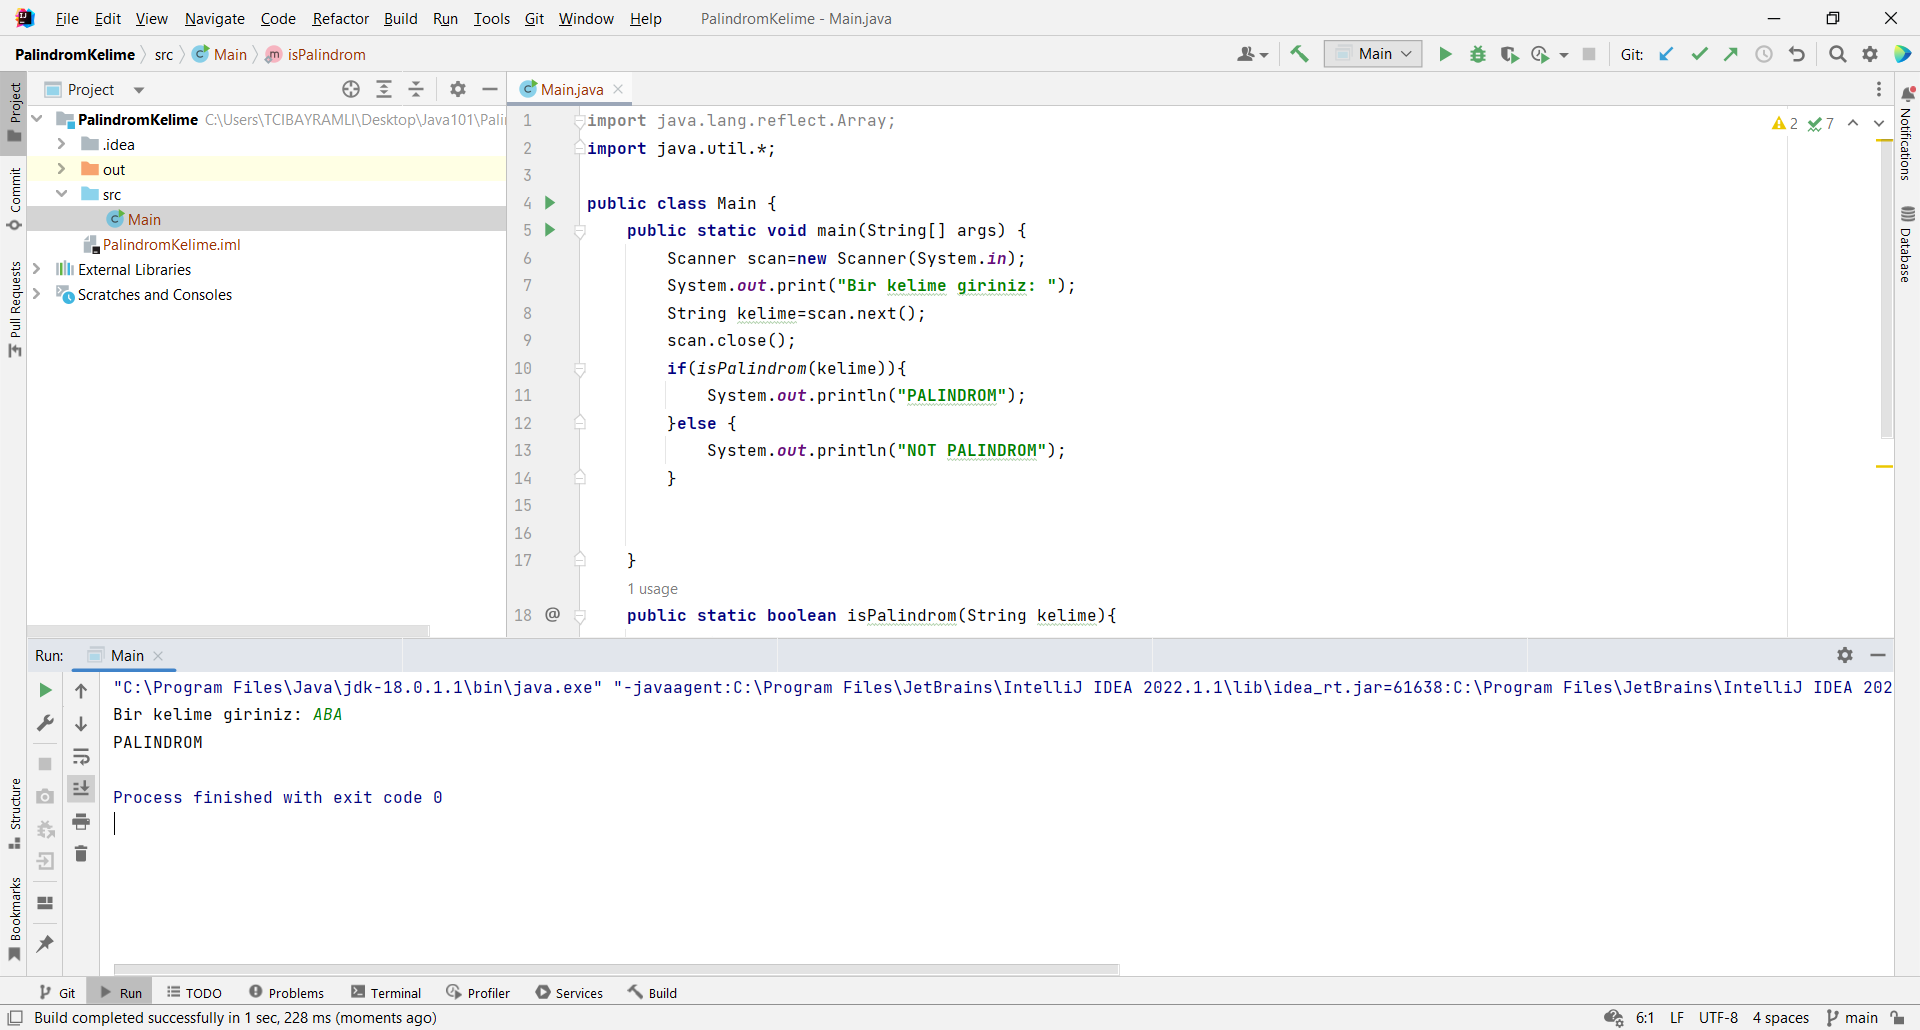 File Edit View Navigate Code Refactor Build Run Tools Git Window Help PalindromKelime - Main.java
PalindromKelime src Main isPalindrom Main Git:
Project
Commit
Pull Requests
Structure
Bookmarks
Project
PalindromKelime C:\Users\TCIBAYRAMLI\Desktop\Java101\Pali
.idea
out
src
Main
PalindromKelime.iml
External Libraries
Scratches and Consoles
Main.java
2 7
1 import java.lang.reflect.Array;
2 import java.util.*;
3
4 public class Main {
5 public static void main(String[] args) {
6 Scanner scan=new Scanner(System.in);
7 System.out.print("Bir kelime giriniz: ");
8 String kelime=scan.next();
9 scan.close();
10 if(isPalindrom(kelime)){
11 System.out.println("PALINDROM");
12 }else {
13 System.out.println("NOT PALINDROM");
14 }
15
16
17 }
1 usage
18 @ public static boolean isPalindrom(String kelime){
Notifications
Database
Run: Main
"C:\Program Files\Java\jdk-18.0.1.1\bin\java.exe" "-javaagent:C:\Program Files\JetBrains\IntelliJ IDEA 2022.1.1\lib\idea_rt.jar=61638:C:\Program Files\JetBrains\IntelliJ IDEA 202
Bir kelime giriniz: ABA
PALINDROM
Process finished with exit code 0
Git Run TODO Problems Terminal Profiler Services Build
Build completed successfully in 1 sec, 228 ms (moments ago) 6:1 LF UTF-8 4 spaces main